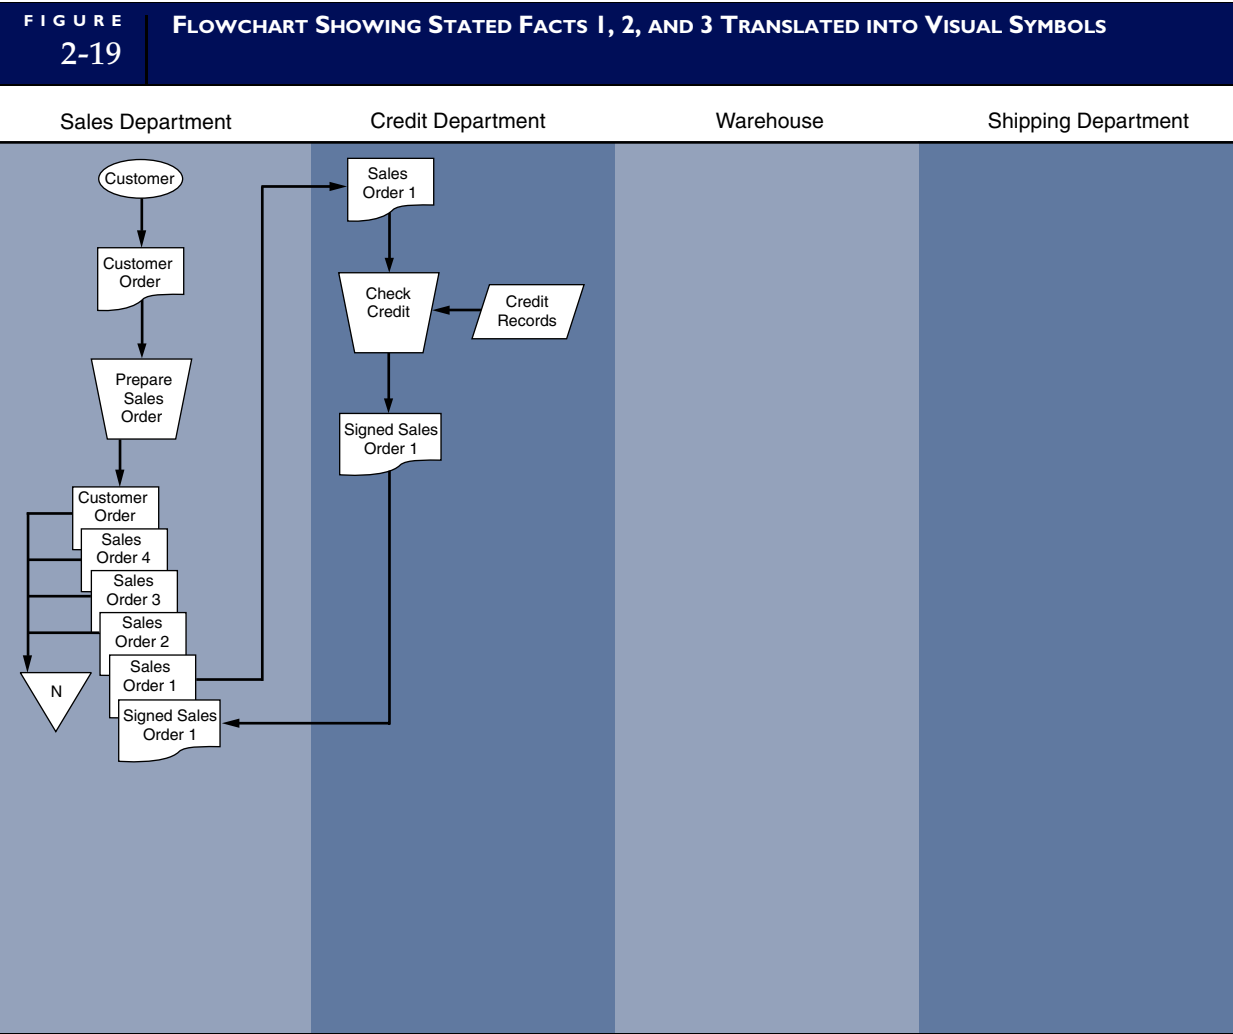 FIGURE
2-19
FLOWCHART SHOWING STATED FACTS 1, 2, AND 3 TRANSLATED INTO VISUAL SYMBOLS
Sales Department
Credit Department
Warehouse
Shipping Department
Customer
Customer
Order
Prepare
Sales
Order
Customer
Order
Sales
Order 4
Sales
Order 3
Sales
Order 2
Sales
Order 1
Signed Sales
Order 1
N
Sales
Order 1
Check
Credit
Credit
Records
Signed Sales
Order 1